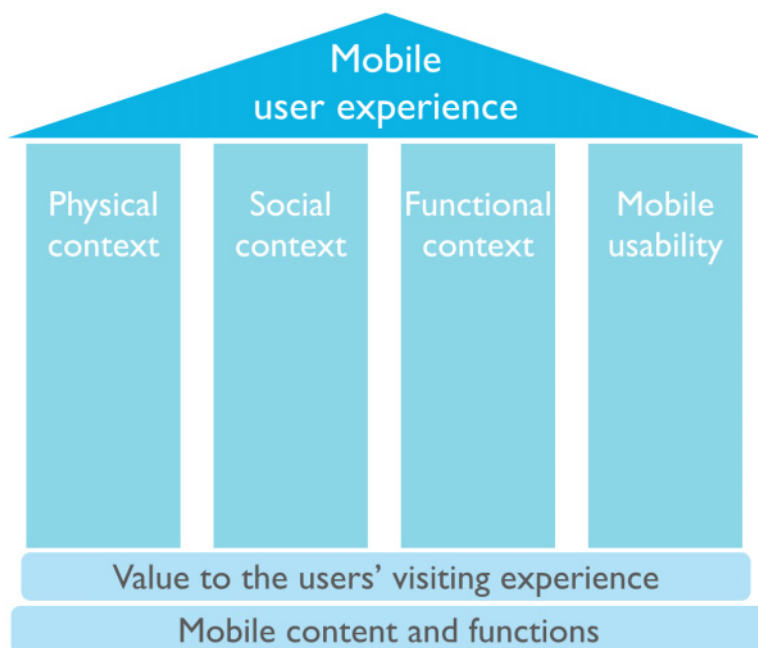 Mobile
user experience
Physical
context
Social
context
Functional
context
Mobile
usability
Value to the users’ visiting experience
Mobile content and functions